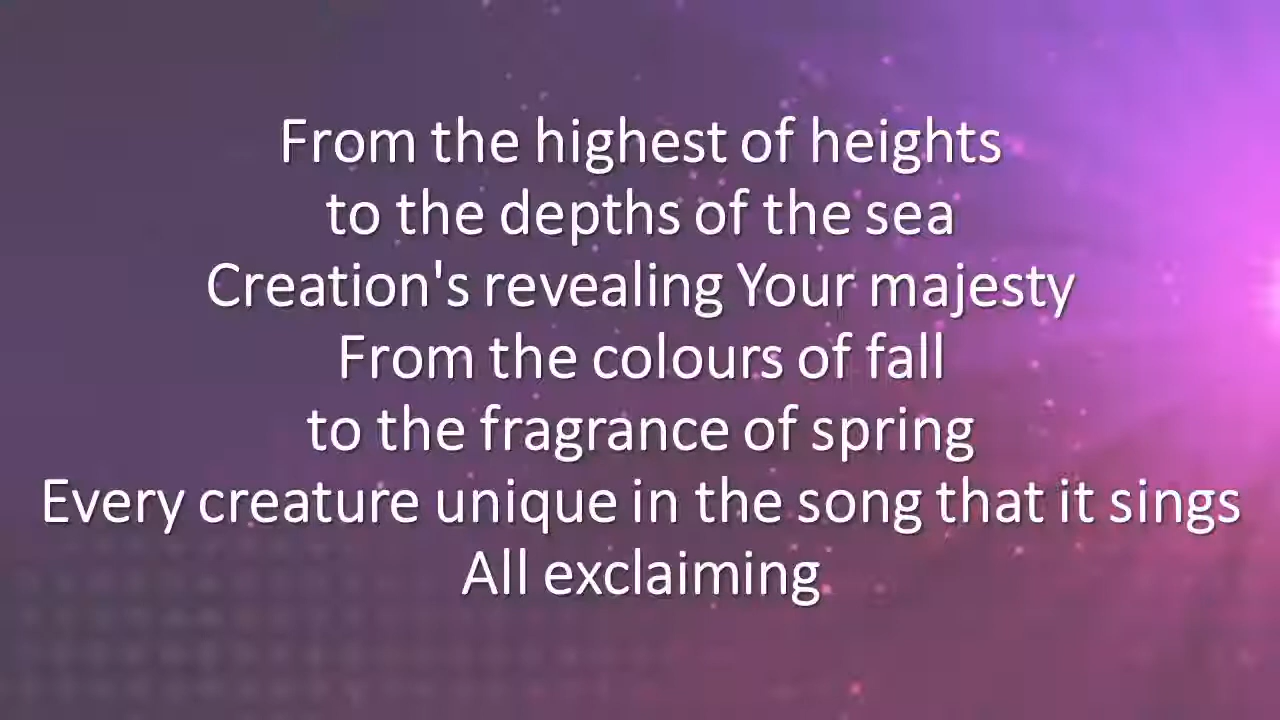 From the highest of heights
to the depths of the sea
Creation's revealing Your majesty
From the colours of fall
to the fragrance of spring
Every creature unique in the song that it sings
All exclaiming